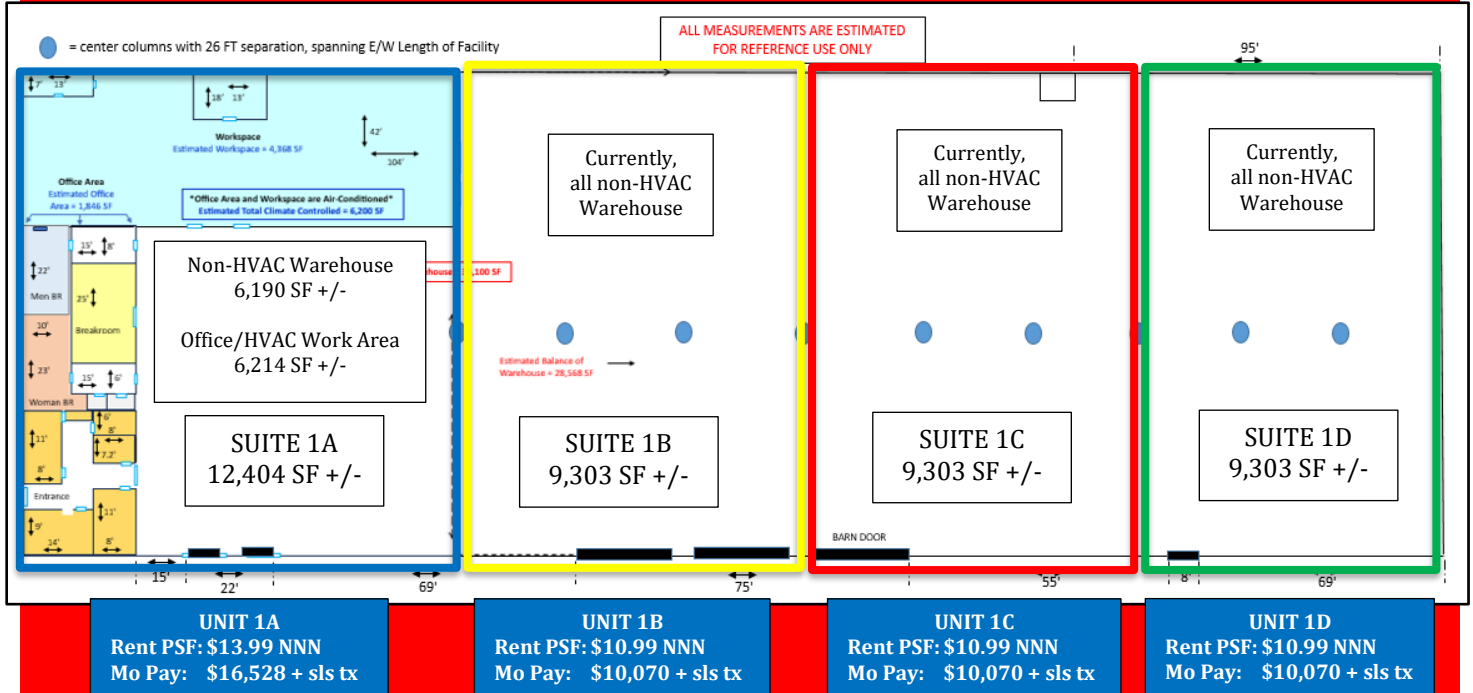 ALL MEASUREMENTS ARE ESTIMATED
FOR REFERENCE USE ONLY
= center columns with 26 FT separation, spanning E/W Length of Facility
95'
7'
13'
18'
13'
Workspace
Estimated Workspace = 4,368 SF
42'
104'
Office Area
Estimated Office
Area = 1,846 SF
*Office Area and Workspace are Air-Conditioned*
Estimated Total Climate Controlled = 6,200 SF
Currently,
all non-HVAC
Warehouse
Currently,
all non-HVAC
Warehouse
Currently,
all non-HVAC
Warehouse
15'
8'
22'
Men BR
25'
Breakroom
10'
23'
15'
6'
Woman BR
Non-HVAC Warehouse
6,190 SF +/-
Office/HVAC Work Area
6,214 SF +/-
,100 SF
Estimated Balance of
Warehouse = 28,568 SF
6'
8'
7.2'
11'
8'
Entrance
11'
9'
14'
8'
SUITE 1A
12,404 SF +/-
SUITE 1B
9,303 SF +/-
SUITE 1C
9,303 SF +/-
SUITE 1D
9,303 SF +/-
BARN DOOR
15'
22'
69'
75'
55'
8'
69'
UNIT 1A
Rent PSF: $13.99 NNN
Mo Pay: $16,528 + sls tx
UNIT 1B
Rent PSF: $10.99 NNN
Mo Pay: $10,070 + sls tx
UNIT 1C
Rent PSF: $10.99 NNN
Mo Pay: $10,070 + sls tx
UNIT 1D
Rent PSF: $10.99 NNN
Mo Pay: $10,070 + sls tx